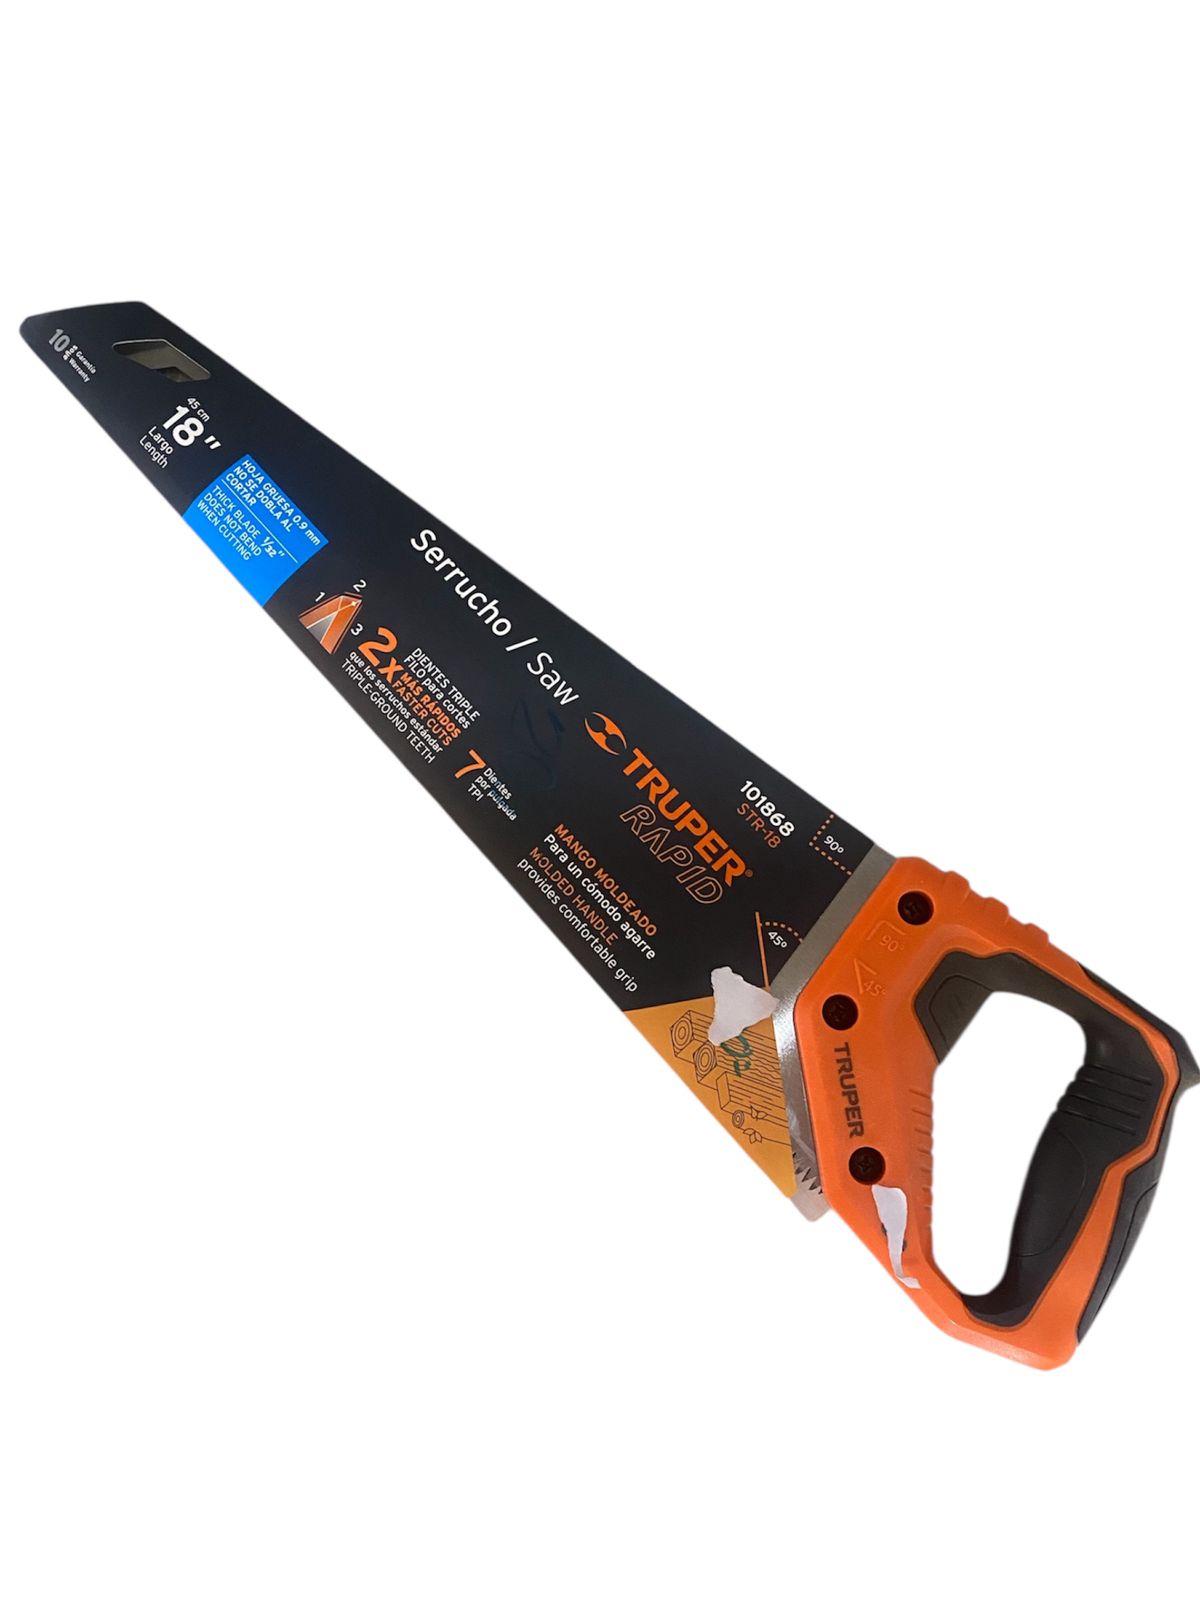 10 años Garantía
Warranty
45 cm
18"
Largo
Length
HOJA GRUESA 0.9 mm
NO SE DOBLA AL
CORTAR
THICK BLADE 1/32"
DOES NOT BEND
WHEN CUTTING
Serrucho / Saw
1
2
3
DIENTES TRIPLE
FILO para cortes
2X MÁS RÁPIDOS
FASTER CUTS
que los serruchos estándar
TRIPLE-GROUND TEETH
7 Dientes
por pulgada
TPI
TRUPER®
RAPID
101868
STR-18
MANGO MOLDEADO
Para un cómodo agarre
MOLDED HANDLE
provides comfortable grip
90°
45°
90°
45°
TRUPER